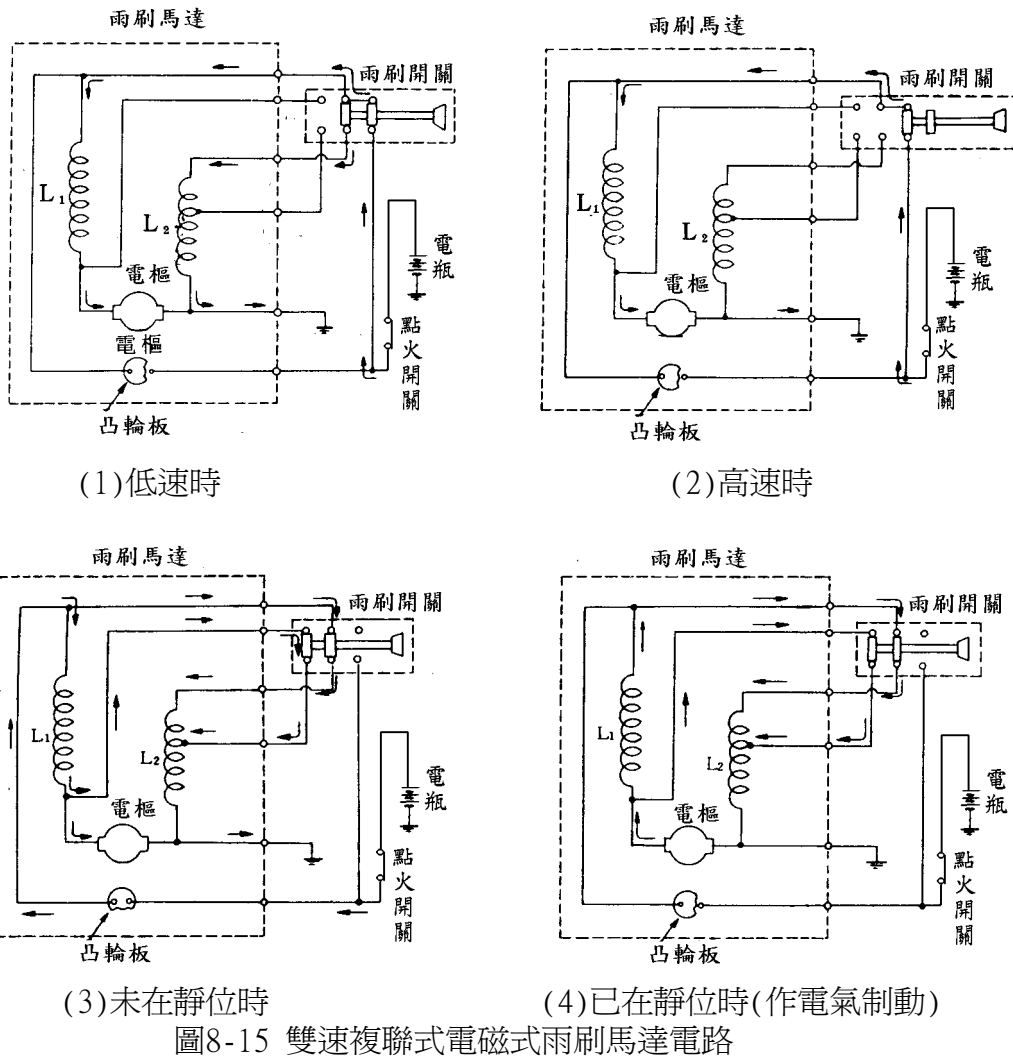 雨刷馬達
雨刷開關
L₁
L₂
電樞
電樞
電瓶
點火開關
凸輪板
(1)低速時
雨刷馬達
雨刷開關
L₁
L₂
電樞
電瓶
點火開關
凸輪板
(2)高速時
雨刷馬達
雨刷開關
L₁
L₂
電樞
電瓶
點火開關
凸輪板
(3)未在靜位時
雨刷馬達
雨刷開關
L₁
L₂
電樞
電瓶
點火開關
凸輪板
(4)已在靜位時(作電氣制動)
圖8-15 雙速複聯式電磁式雨刷馬達電路